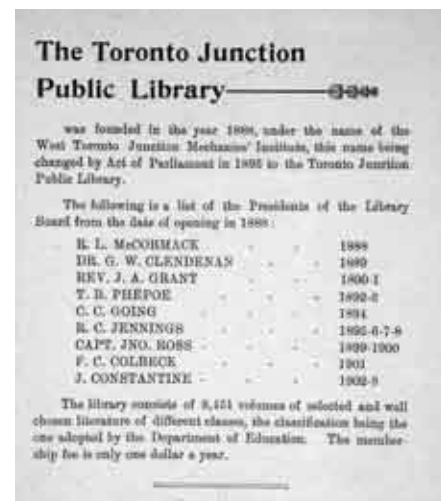 The Toronto Junction
Public Library
was founded in the year 1888, under the name of the
West Toronto Junction Mechanics' Institute, this name being
changed by Act of Parliament in 1895 to the Toronto Junction
Public Library.
The following is a list of the Presidents of the Library
Board from the date of opening in 1888:
R. L. McCORMACK - - - 1888
DR. G. W. CLENDENAN - - 1889
REV. J. A. GRANT - - - 1890-1
T. B. PHEPOE - - - 1892-3
C. C. GOING - - - 1894
R. C. JENNINGS - - - 1895-6-7-8
CAPT. JNO. ROSS - - - 1899-1900
F. C. COLBECK - - - 1901
J. CONSTANTINE - - - 1902-3
The library consists of volumes of selected and well
chosen literature of different classes, the classification being the
one adopted by the Department of Education. The member-
ship fee is only one dollar a year.